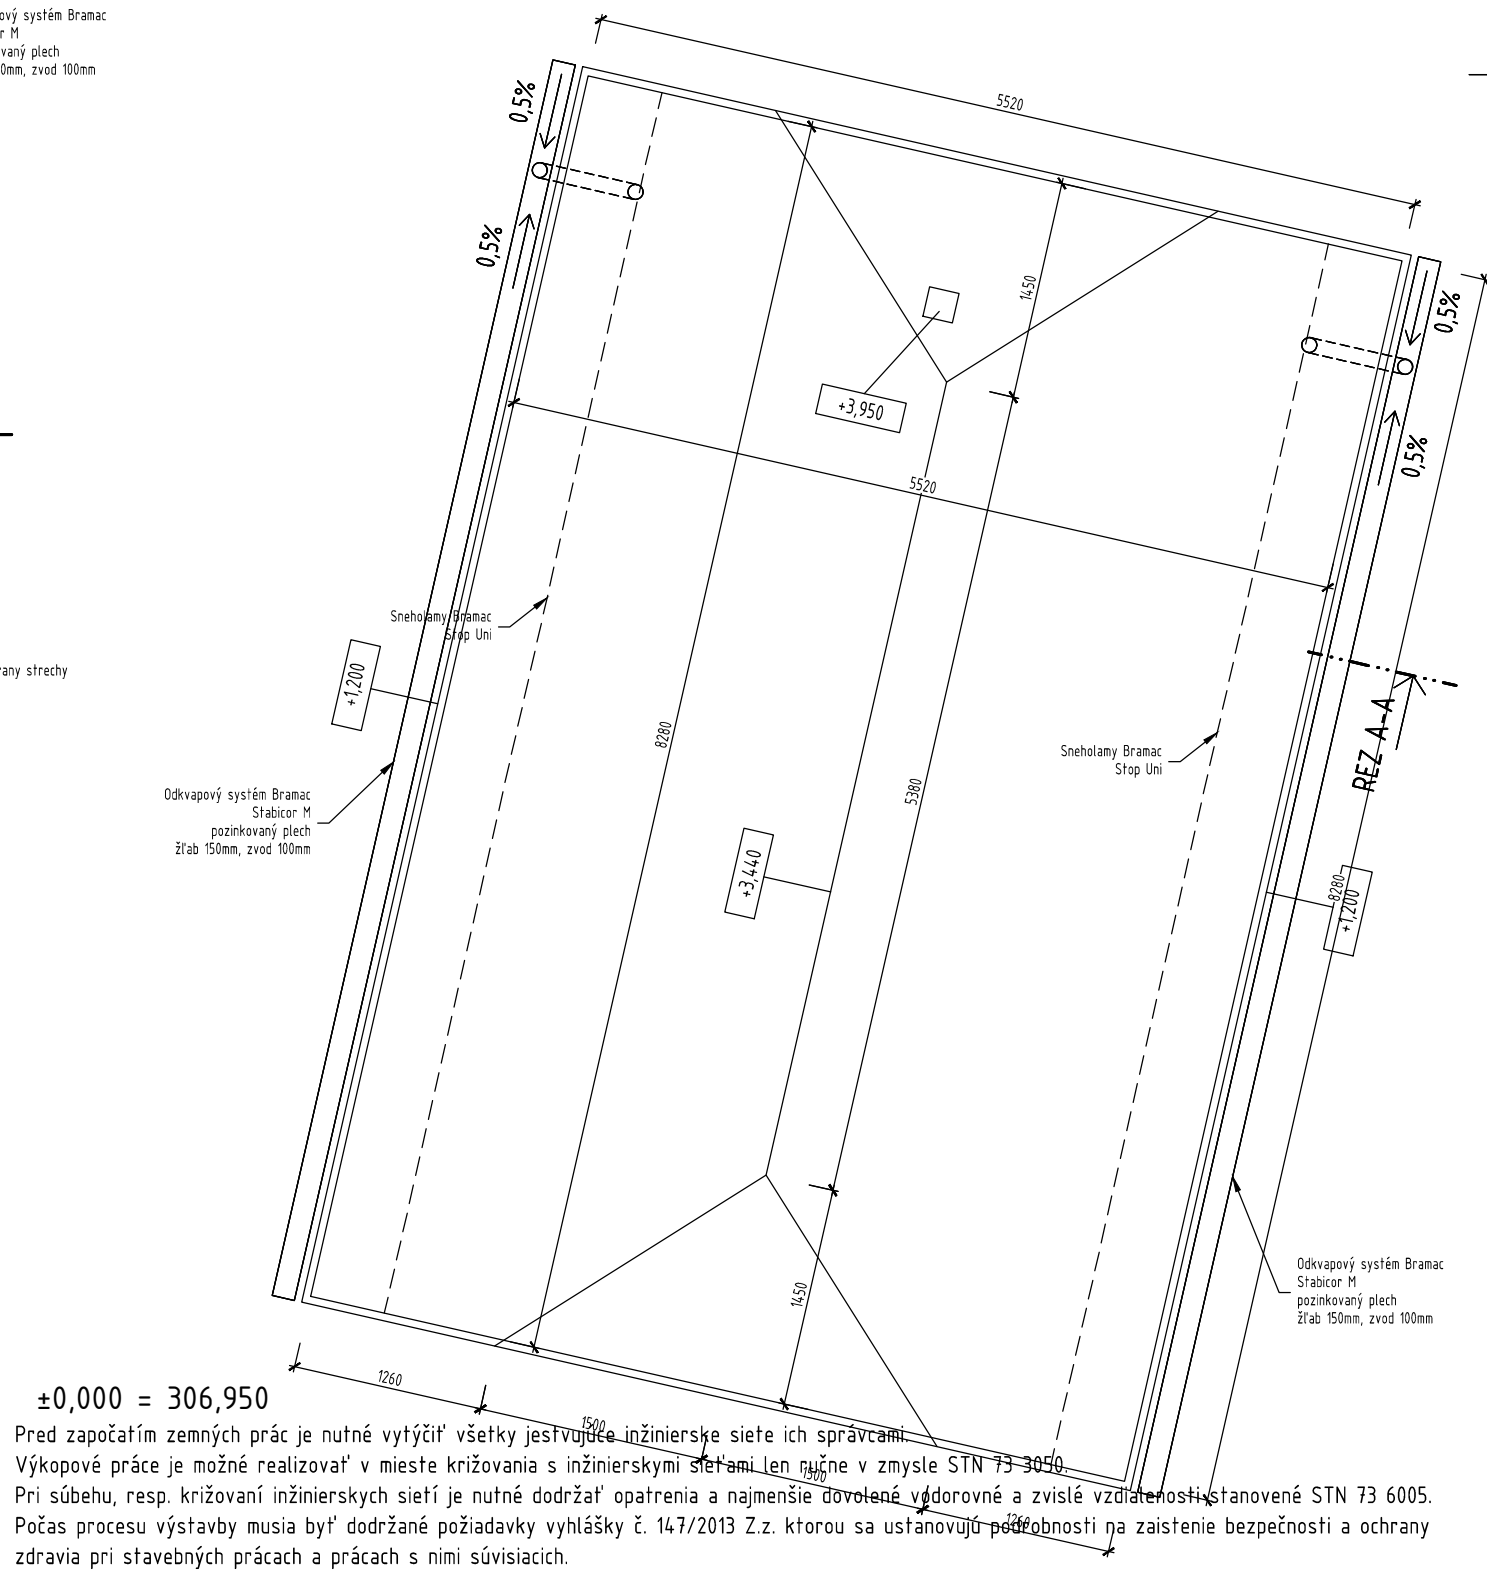 ový systém Bramac
r M
vaný plech
0mm, zvod 100mm
5520
0,5%
0,5%
1450
0,5%
+3,950
0,5%
5520
Sneholamy Bramac
Stop Uni
any strechy
+1,200
8280
REZ A-A
Sneholamy Bramac
Stop Uni
5380
Odkvapový systém Bramac
Stabicor M
pozinkovaný plech
žľab 150mm, zvod 100mm
+3,440
8280
+1,200
1450
Odkvapový systém Bramac
Stabicor M
pozinkovaný plech
žľab 150mm, zvod 100mm
1260
1500
1500
1260
±0,000 = 306,950
Pred započatím zemných prác je nutné vytýčiť všetky jestvujúce inžinierske siete ich správcami.
Výkopové práce je možné realizovať v mieste križovania s inžinierskymi sieťami len ručne v zmysle STN 73 3050.
Pri súbehu, resp. križovaní inžinierskych sietí je nutné dodržať opatrenia a najmenšie dovolené vodorovné a zvislé vzdialenosti stanovené STN 73 6005.
Počas procesu výstavby musia byť dodržané požiadavky vyhlášky č. 147/2013 Z.z. ktorou sa ustanovujú podrobnosti na zaistenie bezpečnosti a ochrany
zdravia pri stavebných prácach a prácach s nimi súvisiacich.